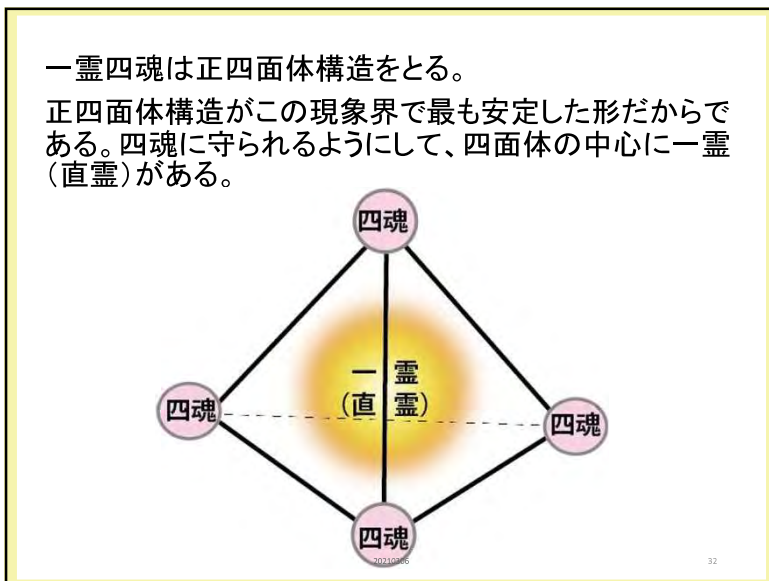 一霊四魂は正四面体構造をとる。
正四面体構造がこの現象界で最も安定した形だからで
ある。四魂に守られるようにして、四面体の中心に一霊
（直霊）がある。
四魂
一 霊
（直 霊）
四魂
四魂
四魂
32